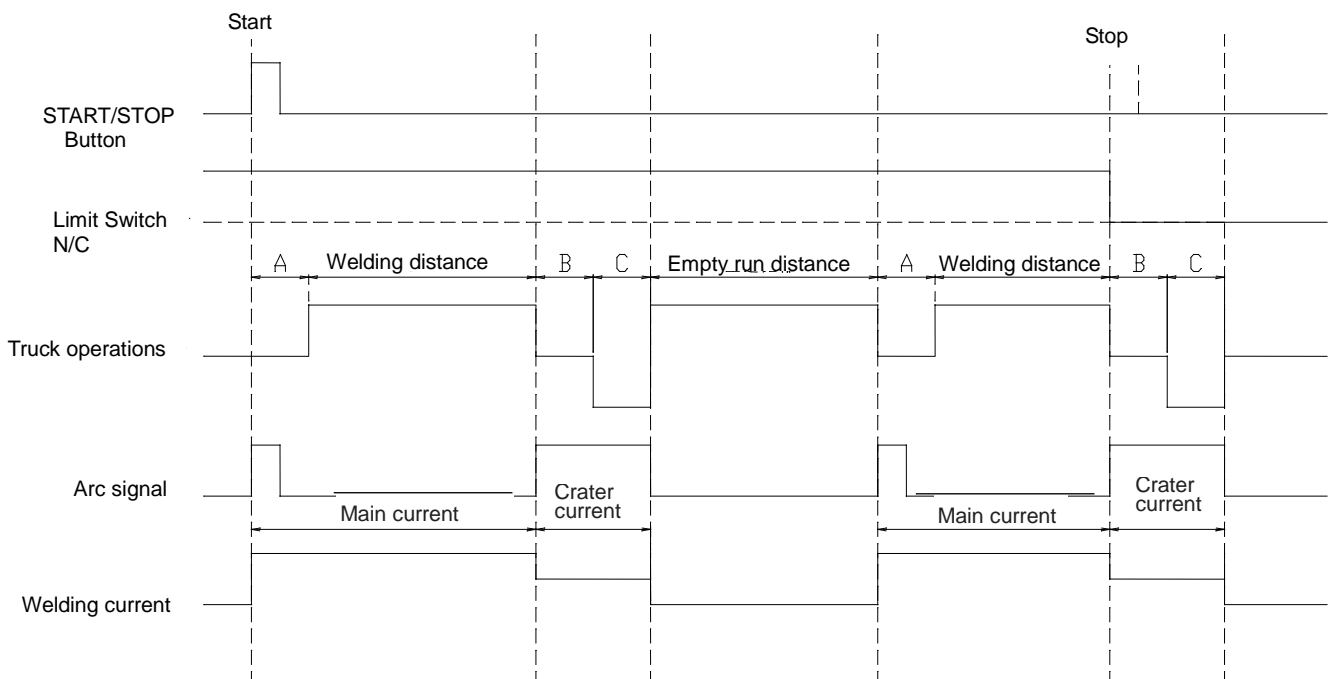 Start
Stop
START/STOP
Button
Limit Switch
N/C
A
Welding distance
B
C
Empty run distance
A
Welding distance
B
C
Truck operations
Arc signal
Main current
Crater
current
Main current
Crater
current
Welding current